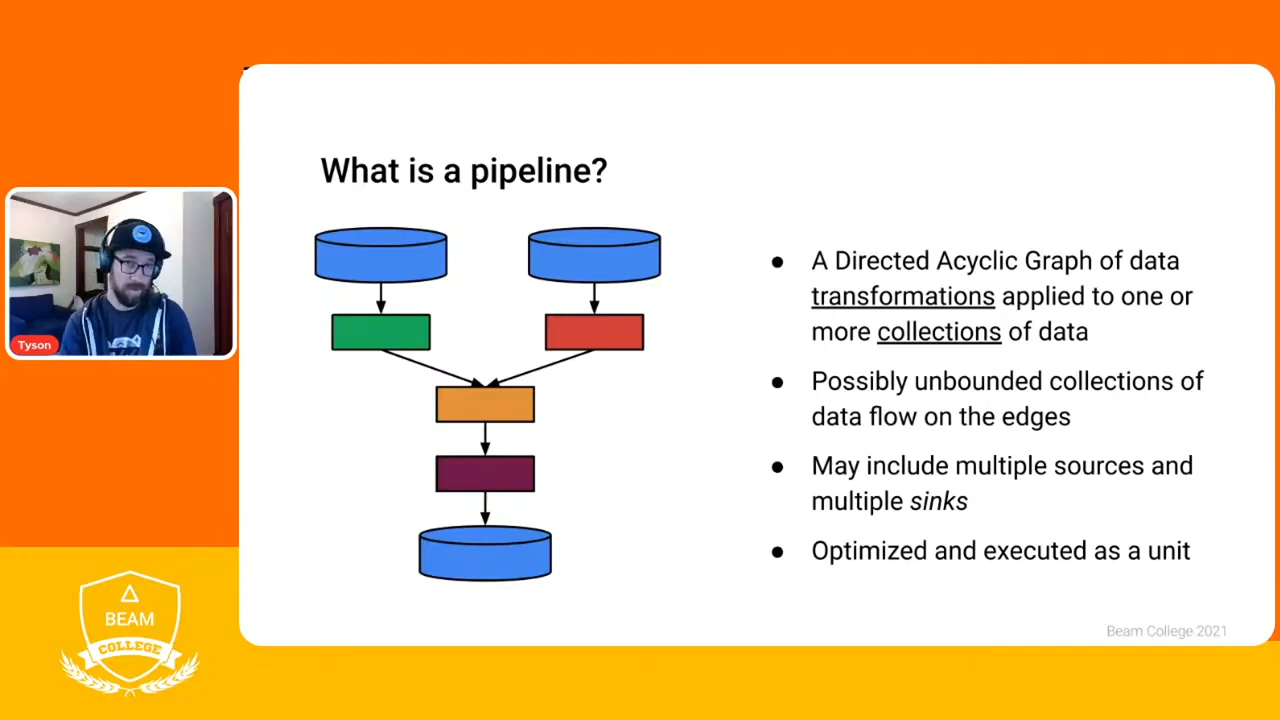 What is a pipeline?
● A Directed Acyclic Graph of data
transformations applied to one or
more collections of data
● Possibly unbounded collections of
data flow on the edges
● May include multiple sources and
multiple sinks
● Optimized and executed as a unit
Tyson
BEAM
COLLEGE
Beam College 2021